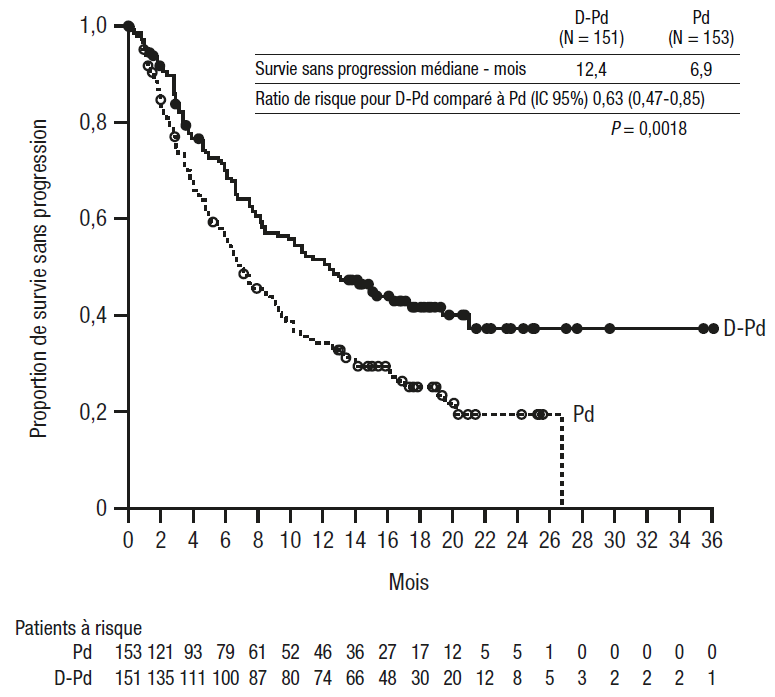 D-Pd Pd
(N = 151) (N = 153)
Survie sans progression médiane - mois 12,4 6,9
Ratio de risque pour D-Pd comparé à Pd (IC 95%) 0,63 (0,47-0,85)
P = 0,0018
Proportion de survie sans progression
1,0
0,8
0,6
0,4
0,2
0
D-Pd
Pd
0 2 4 6 8 10 12 14 16 18 20 22 24 26 28 30 32 34 36
Mois
Patients à risque
Pd 153 121 93 79 61 52 46 36 27 17 12 5 5 1 0 0 0 0 0
D-Pd 151 135 111 100 87 80 74 66 48 30 20 12 8 5 3 2 2 2 1